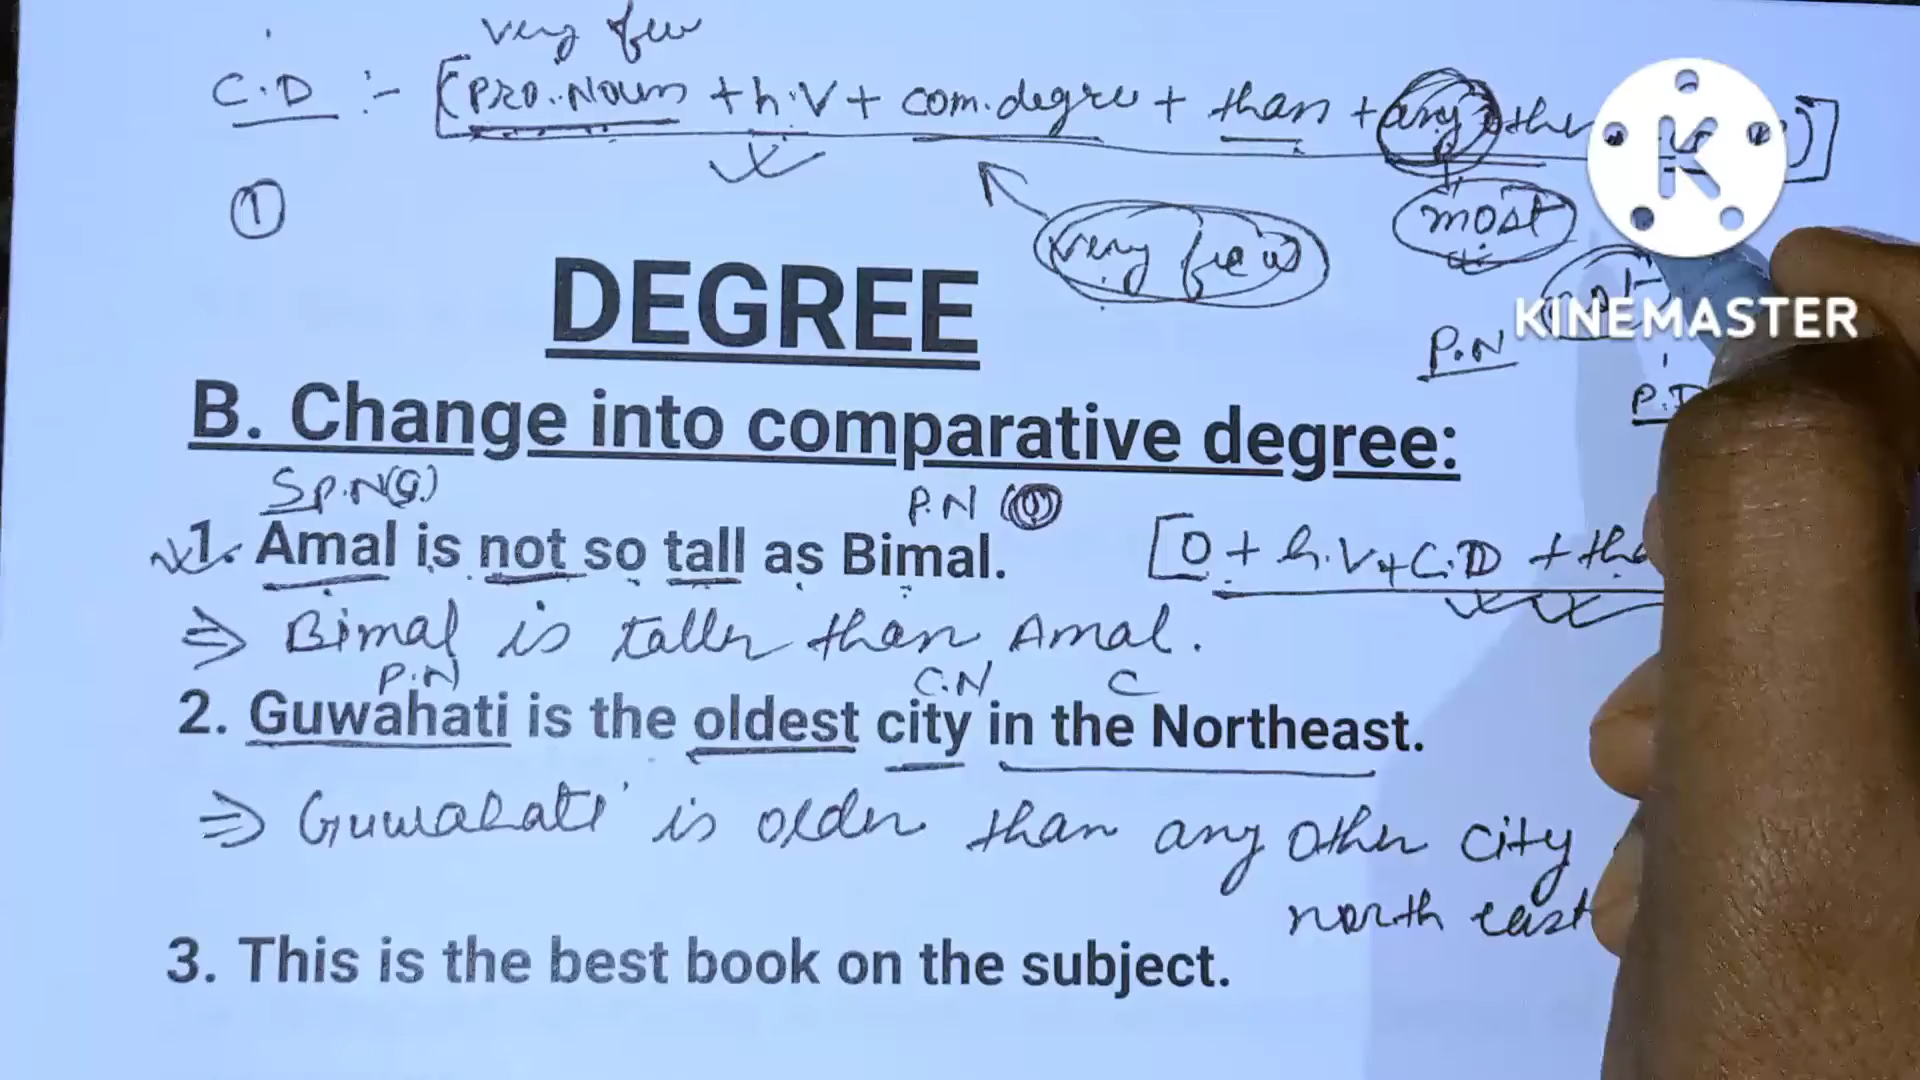 very few
C.D :- [(Pro.Noun + h.V + com.degree + than + any other )]
①
very few
most
KINEMASTER
P.N
P.D
DEGREE
B. Change into comparative degree:
S P.N(S.)
P.N (O)
1. Amal is not so tall as Bimal.
[O + h.V + C.D + tha
⇒ Bimal is taller than Amal.
P.N
C.N
C
2. Guwahati is the oldest city in the Northeast.
⇒ Guwahati is older than any other city
north east
3. This is the best book on the subject.